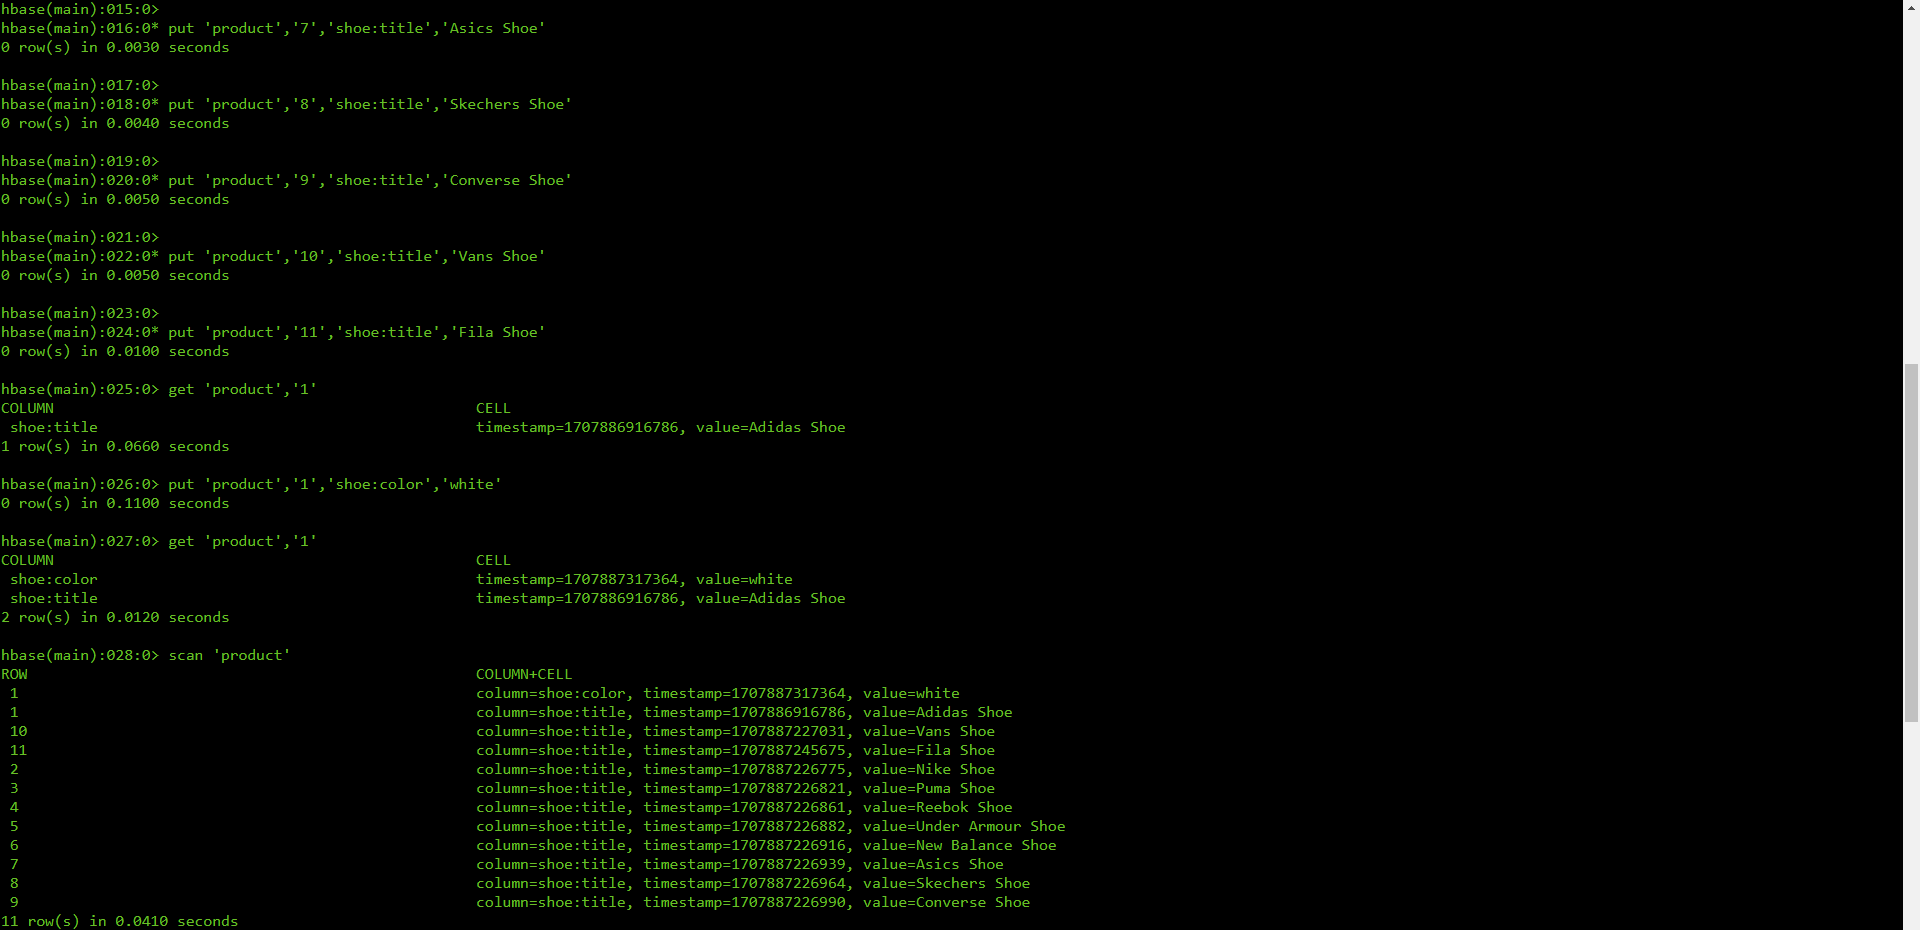 hbase(main):015:0>
hbase(main):016:0* put 'product','7','shoe:title','Asics Shoe'
0 row(s) in 0.0030 seconds
hbase(main):017:0>
hbase(main):018:0* put 'product','8','shoe:title','Skechers Shoe'
0 row(s) in 0.0040 seconds
hbase(main):019:0>
hbase(main):020:0* put 'product','9','shoe:title','Converse Shoe'
0 row(s) in 0.0050 seconds
hbase(main):021:0>
hbase(main):022:0* put 'product','10','shoe:title','Vans Shoe'
0 row(s) in 0.0050 seconds
hbase(main):023:0>
hbase(main):024:0* put 'product','11','shoe:title','Fila Shoe'
0 row(s) in 0.0100 seconds
hbase(main):025:0> get 'product','1'
COLUMN CELL
shoe:title timestamp=1707886916786, value=Adidas Shoe
1 row(s) in 0.0660 seconds
hbase(main):026:0> put 'product','1','shoe:color','white'
0 row(s) in 0.1100 seconds
hbase(main):027:0> get 'product','1'
COLUMN CELL
shoe:color timestamp=1707887317364, value=white
shoe:title timestamp=1707886916786, value=Adidas Shoe
2 row(s) in 0.0120 seconds
hbase(main):028:0> scan 'product'
ROW COLUMN+CELL
1 column=shoe:color, timestamp=1707887317364, value=white
1 column=shoe:title, timestamp=1707886916786, value=Adidas Shoe
10 column=shoe:title, timestamp=1707887227031, value=Vans Shoe
11 column=shoe:title, timestamp=1707887245675, value=Fila Shoe
2 column=shoe:title, timestamp=1707887226775, value=Nike Shoe
3 column=shoe:title, timestamp=1707887226821, value=Puma Shoe
4 column=shoe:title, timestamp=1707887226861, value=Reebok Shoe
5 column=shoe:title, timestamp=1707887226882, value=Under Armour Shoe
6 column=shoe:title, timestamp=1707887226916, value=New Balance Shoe
7 column=shoe:title, timestamp=1707887226939, value=Asics Shoe
8 column=shoe:title, timestamp=1707887226964, value=Skechers Shoe
9 column=shoe:title, timestamp=1707887226990, value=Converse Shoe
11 row(s) in 0.0410 seconds